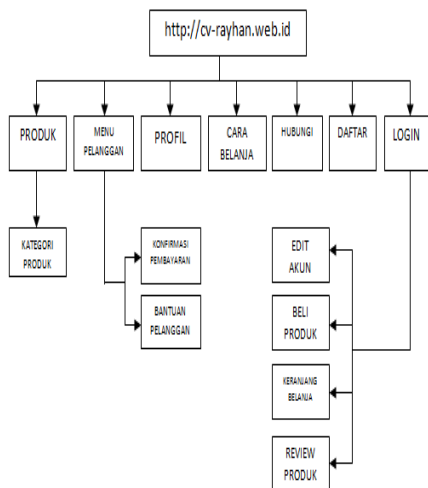 http://cv-rayhan.web.id
PRODUK
MENU
PELANGGAN
PROFIL
CARA
BELANJA
HUBUNGI
DAFTAR
LOGIN
KATEGORI
PRODUK
KONFIRMASI
PEMBAYARAN
BANTUAN
PELANGGAN
EDIT
AKUN
BELI
PRODUK
KERANJANG
BELANJA
REVIEW
PRODUK